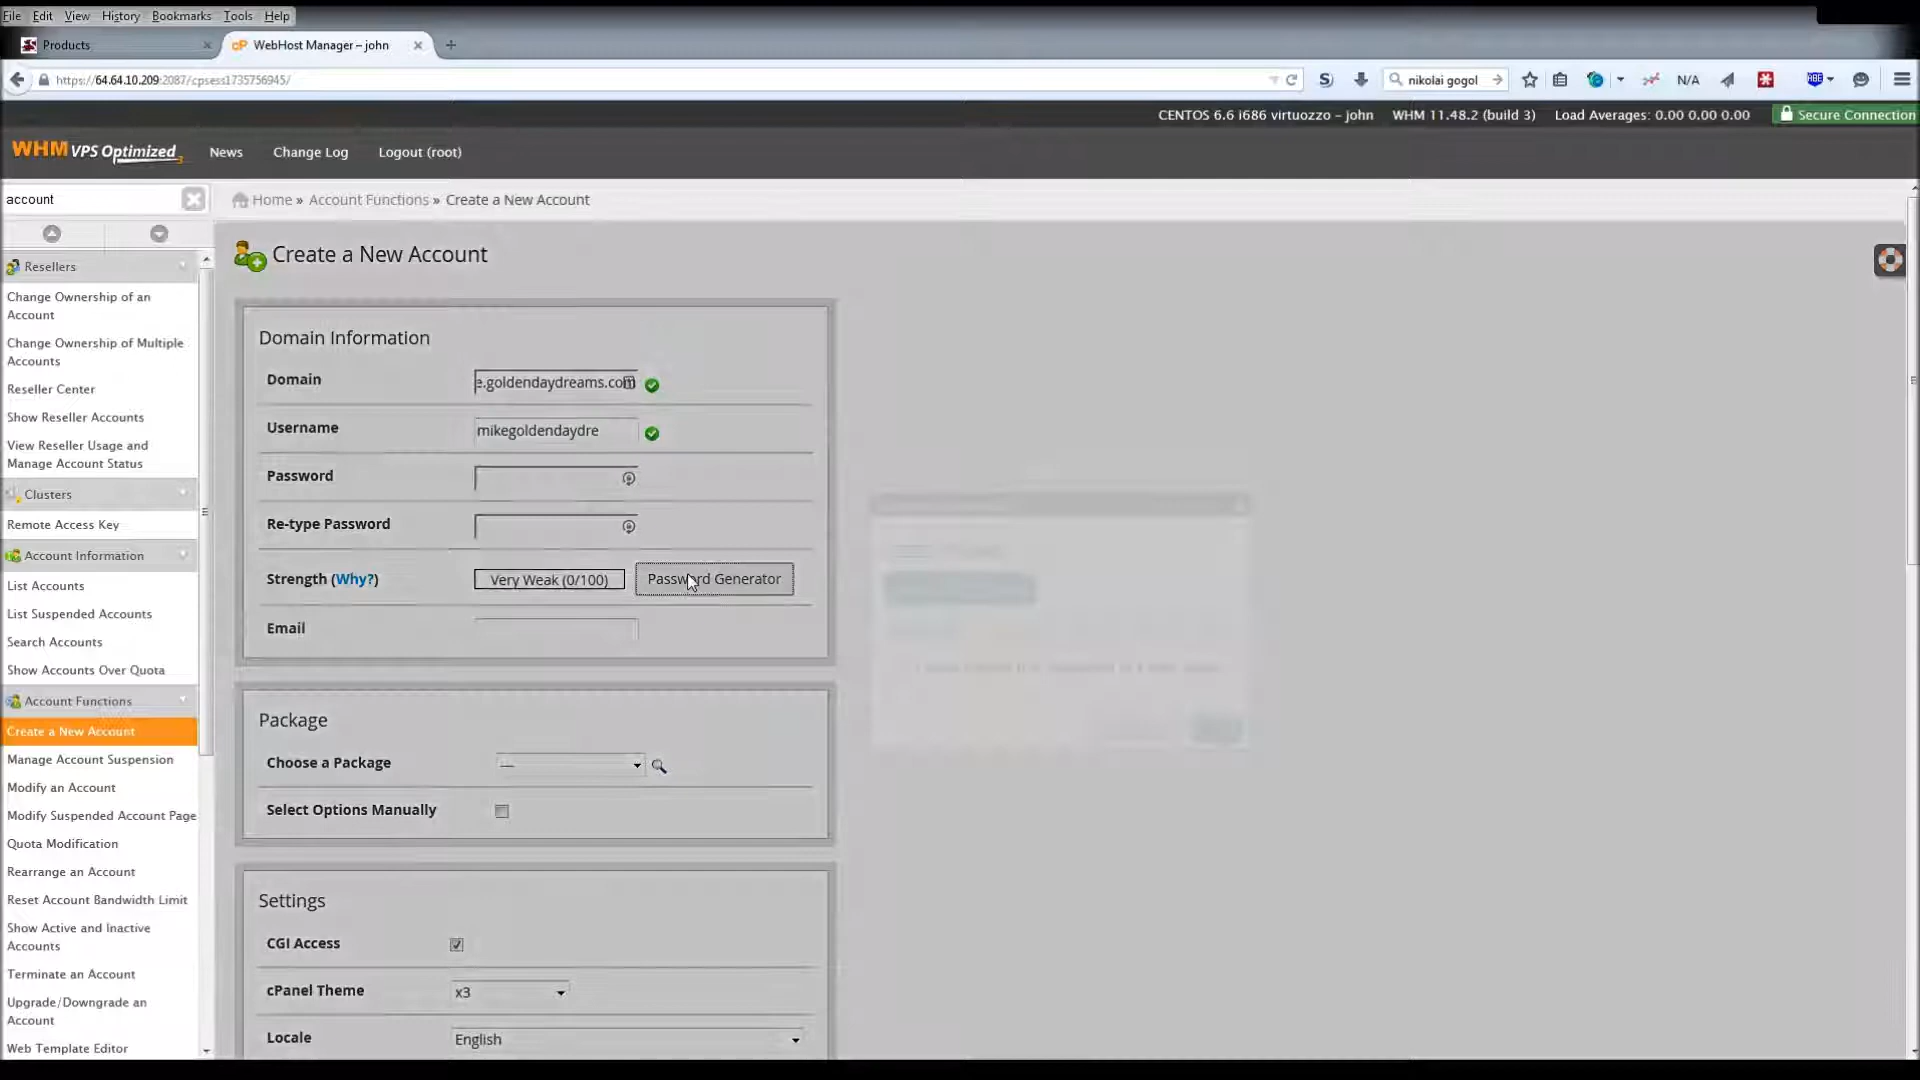 File Edit View History Bookmarks Tools Help
Products
WebHost Manager – john
https://64.64.10.209:2087/cpsess1735756945/
nikolai gogol
N/A
CENTOS 6.6 i686 virtuozzo – john WHM 11.48.2 (build 3) Load Averages: 0.00 0.00 0.00 Secure Connection
WHM VPS Optimized News Change Log Logout (root)
account
Home » Account Functions » Create a New Account
Resellers
Change Ownership of an
Account
Change Ownership of Multiple
Accounts
Reseller Center
Show Reseller Accounts
View Reseller Usage and
Manage Account Status
Clusters
Remote Access Key
Account Information
List Accounts
List Suspended Accounts
Search Accounts
Show Accounts Over Quota
Account Functions
Create a New Account
Manage Account Suspension
Modify an Account
Modify Suspended Account Page
Quota Modification
Rearrange an Account
Reset Account Bandwidth Limit
Show Active and Inactive
Accounts
Terminate an Account
Upgrade/Downgrade an
Account
Web Template Editor
Create a New Account
Domain Information
Domain e.goldendaydreams.com
Username mikegoldendaydre
Password
Re-type Password
Strength (Why?) Very Weak (0/100) Password Generator
Email
Package
Choose a Package ---
Select Options Manually
Settings
CGI Access
cPanel Theme x3
Locale English